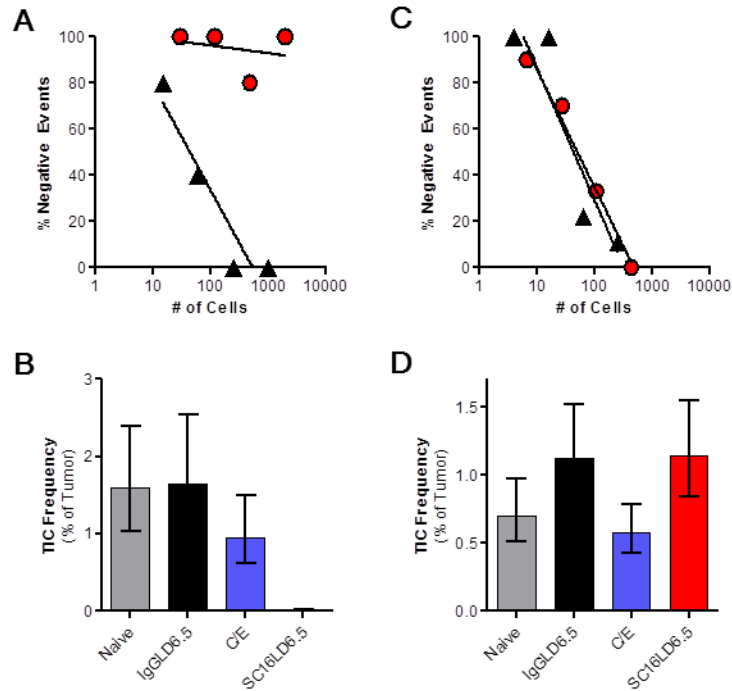 A
100
80
60
40
20
0
% Negative Events
1 10 100 1000 10000
# of Cells
C
100
80
60
40
20
0
% Negative Events
1 10 100 1000 10000
# of Cells
B
3
2
1
0
TIC Frequency
(% of Tumor)
Naive
IgGLD6.5
C/E
SC16LD6.5
D
1.5
1.0
0.5
0.0
TIC Frequency
(% of Tumor)
Naive
IgGLD6.5
C/E
SC16LD6.5